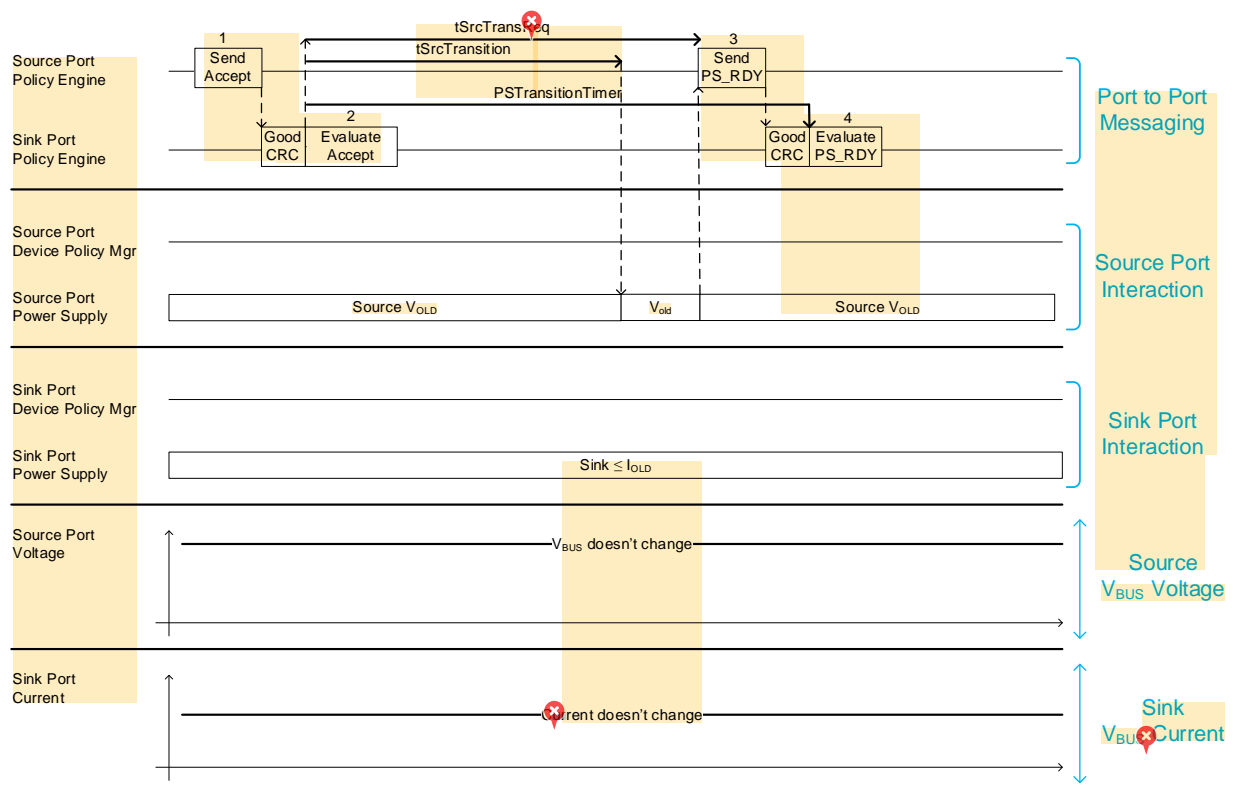 tSrcTransReq
1
3
tSrcTransition
Source Port
Policy Engine
Send
Accept
Send
PS_RDY
PSTransitionTimer
Port to Port
Messaging
2
4
Sink Port
Policy Engine
Good
CRC
Evaluate
Accept
Good
CRC
Evaluate
PS_RDY
Source Port
Device Policy Mgr
Source Port
Interaction
Source Port
Power Supply
Source VOLD
Vold
Source VOLD
Sink Port
Device Policy Mgr
Sink Port
Interaction
Sink Port
Power Supply
Sink ≤ IOLD
Source Port
Voltage
VBUS doesn't change
Source
VBUS Voltage
Sink Port
Current
Current doesn't change
Sink
VBUS Current